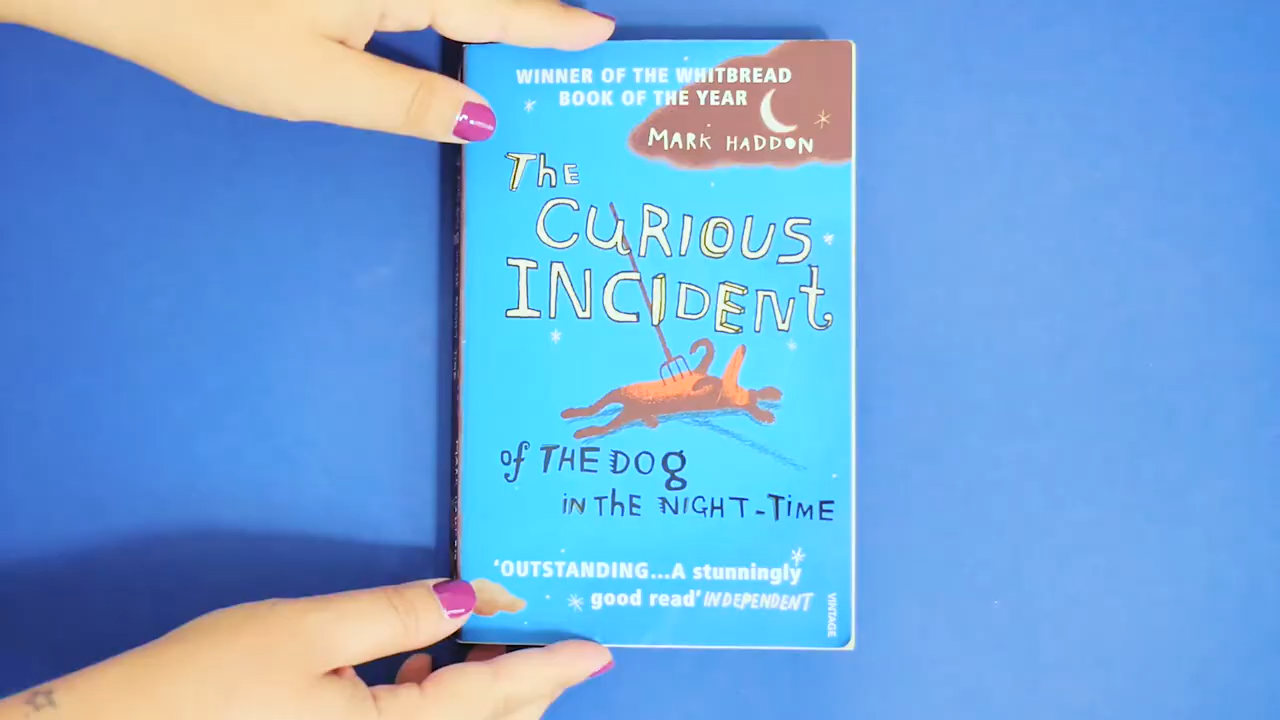 WINNER OF THE WHITBREAD
BOOK OF THE YEAR
MARK HADDON
The
CURIOUS
INCIDENT
of THE DOg
iN ThE NIGHT-TiME
'OUTSTANDING...A stunningly
good read' INDEPENDENT
VINTAGE